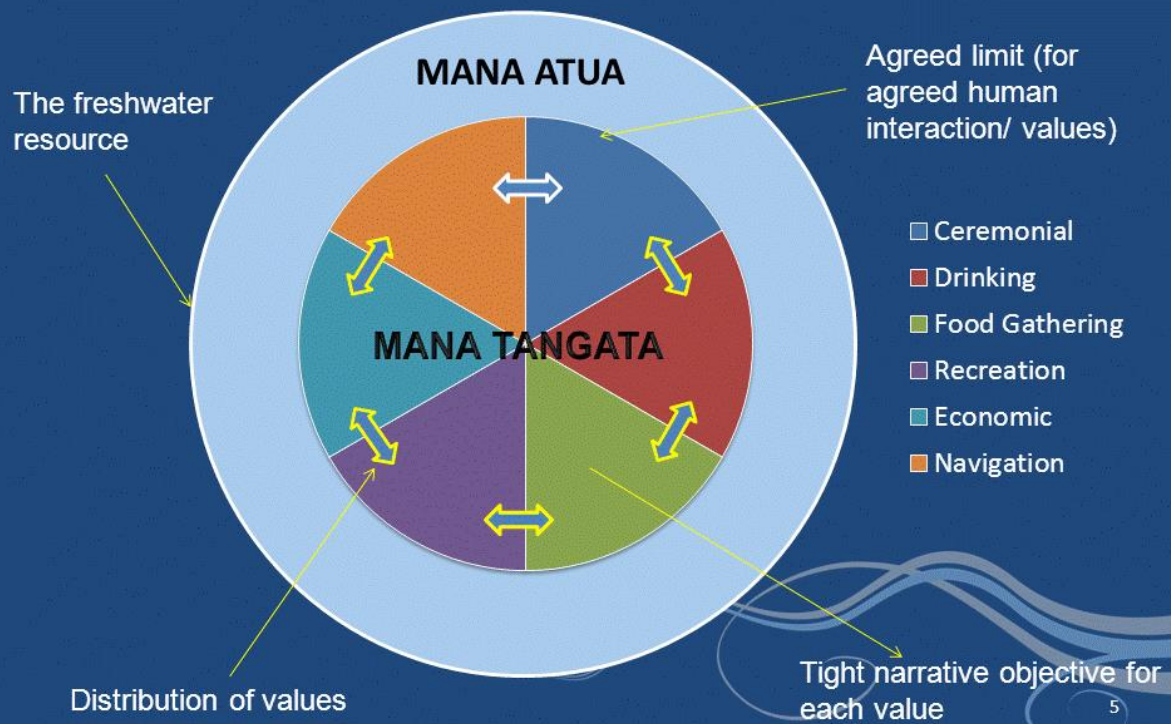 MANA ATUA
The freshwater
resource
Agreed limit (for
agreed human
interaction/ values)
MANA TANGATA
Ceremonial
Drinking
Food Gathering
Recreation
Economic
Navigation
Distribution of values
Tight narrative objective for
each value
5